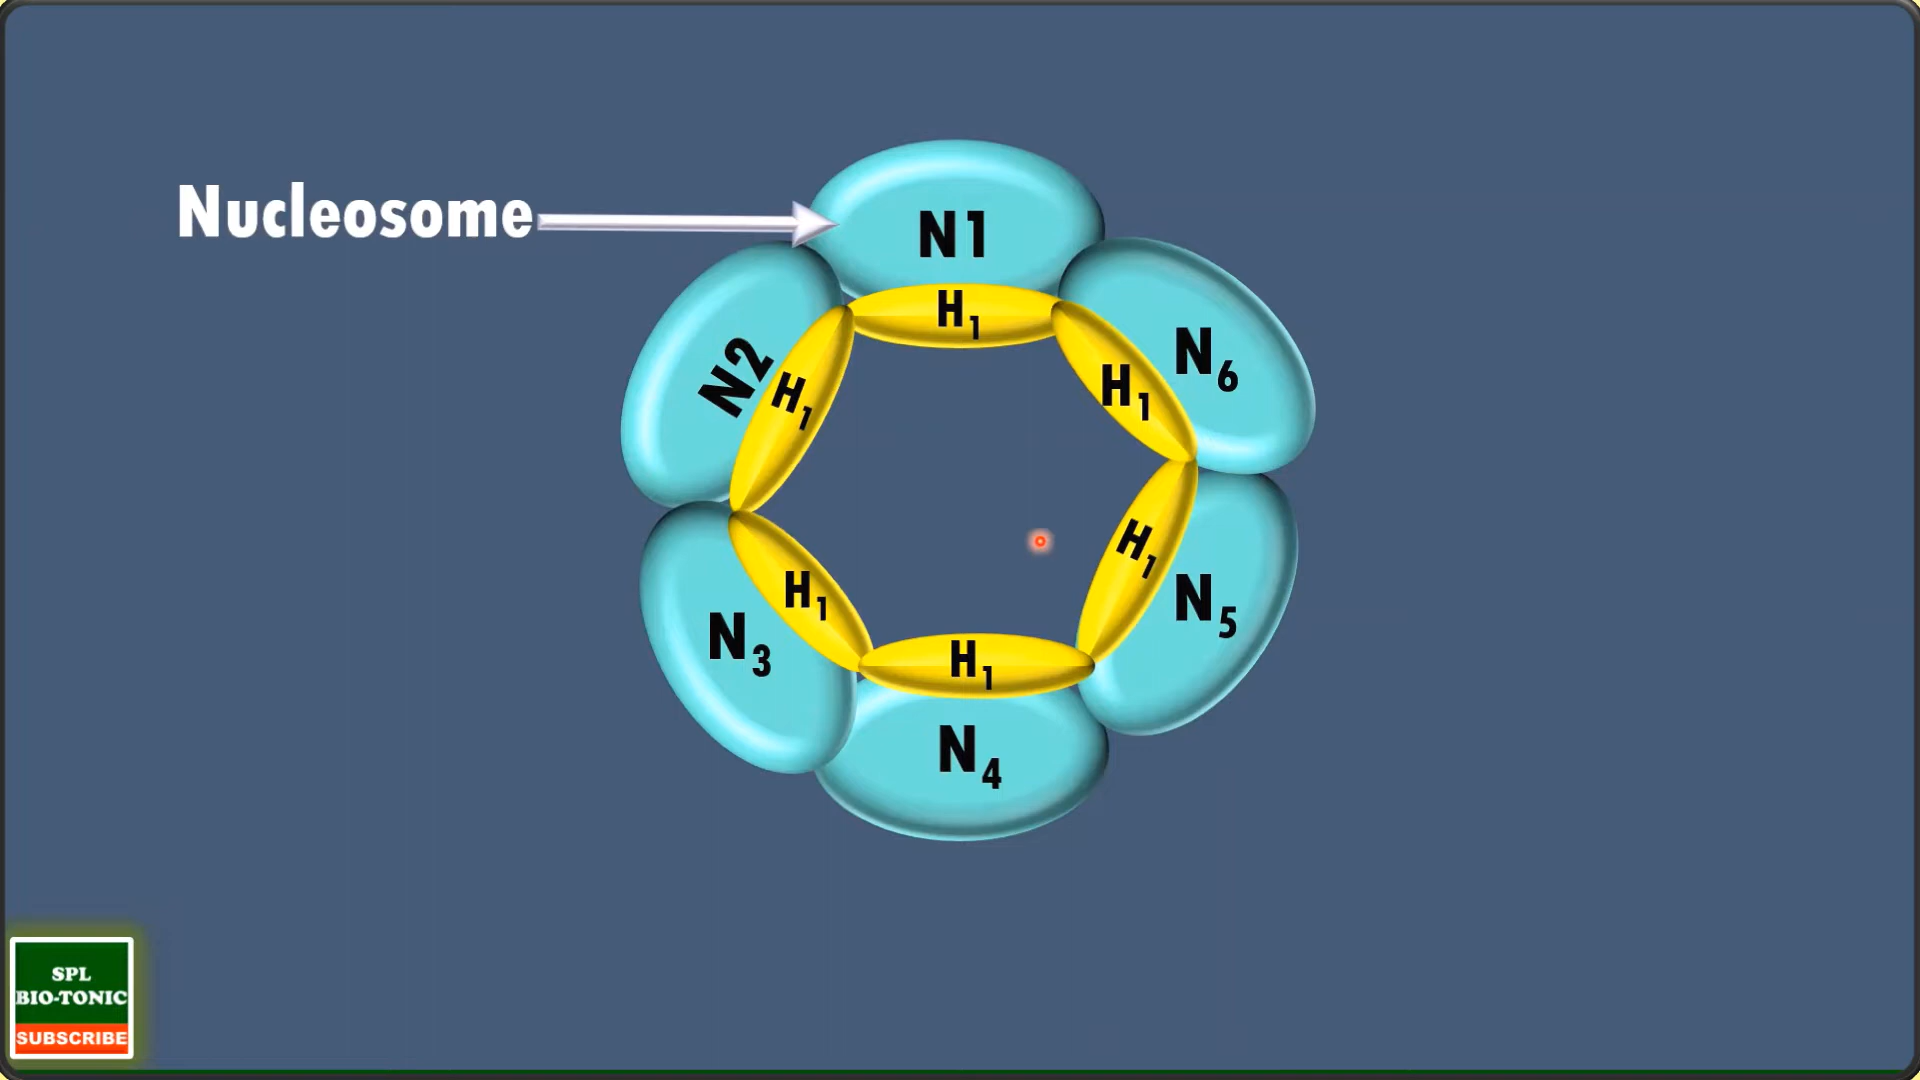 Nucleosome
N1
H1
N2
H1
N6
H1
H1
N5
H1
N3
H1
N4
SPL
BIO-TONIC
SUBSCRIBE